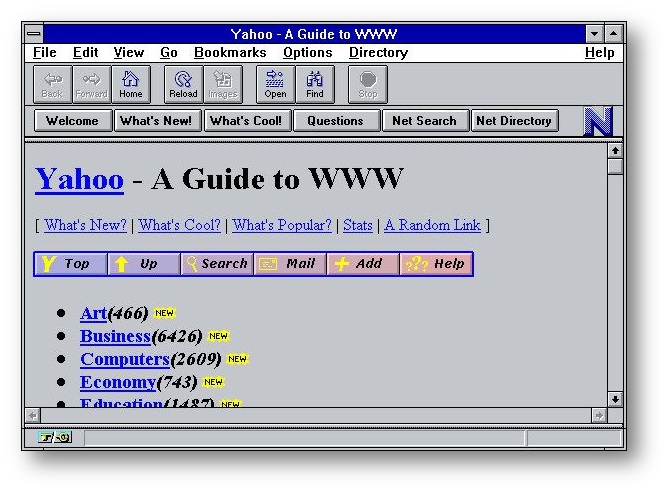 Yahoo - A Guide to WWW
File Edit View Go Bookmarks Options Directory Help
Back Forward Home Reload Images Open Find Stop
Welcome What's New! What's Cool! Questions Net Search Net Directory N
Yahoo - A Guide to WWW
[ What's New? | What's Cool? | What's Popular? | Stats | A Random Link ]
Y Top Up Search Mail Add ??? Help
Art(466) NEW
Business(6426) NEW
Computers(2609) NEW
Economy(743) NEW
Education(1487) NEW